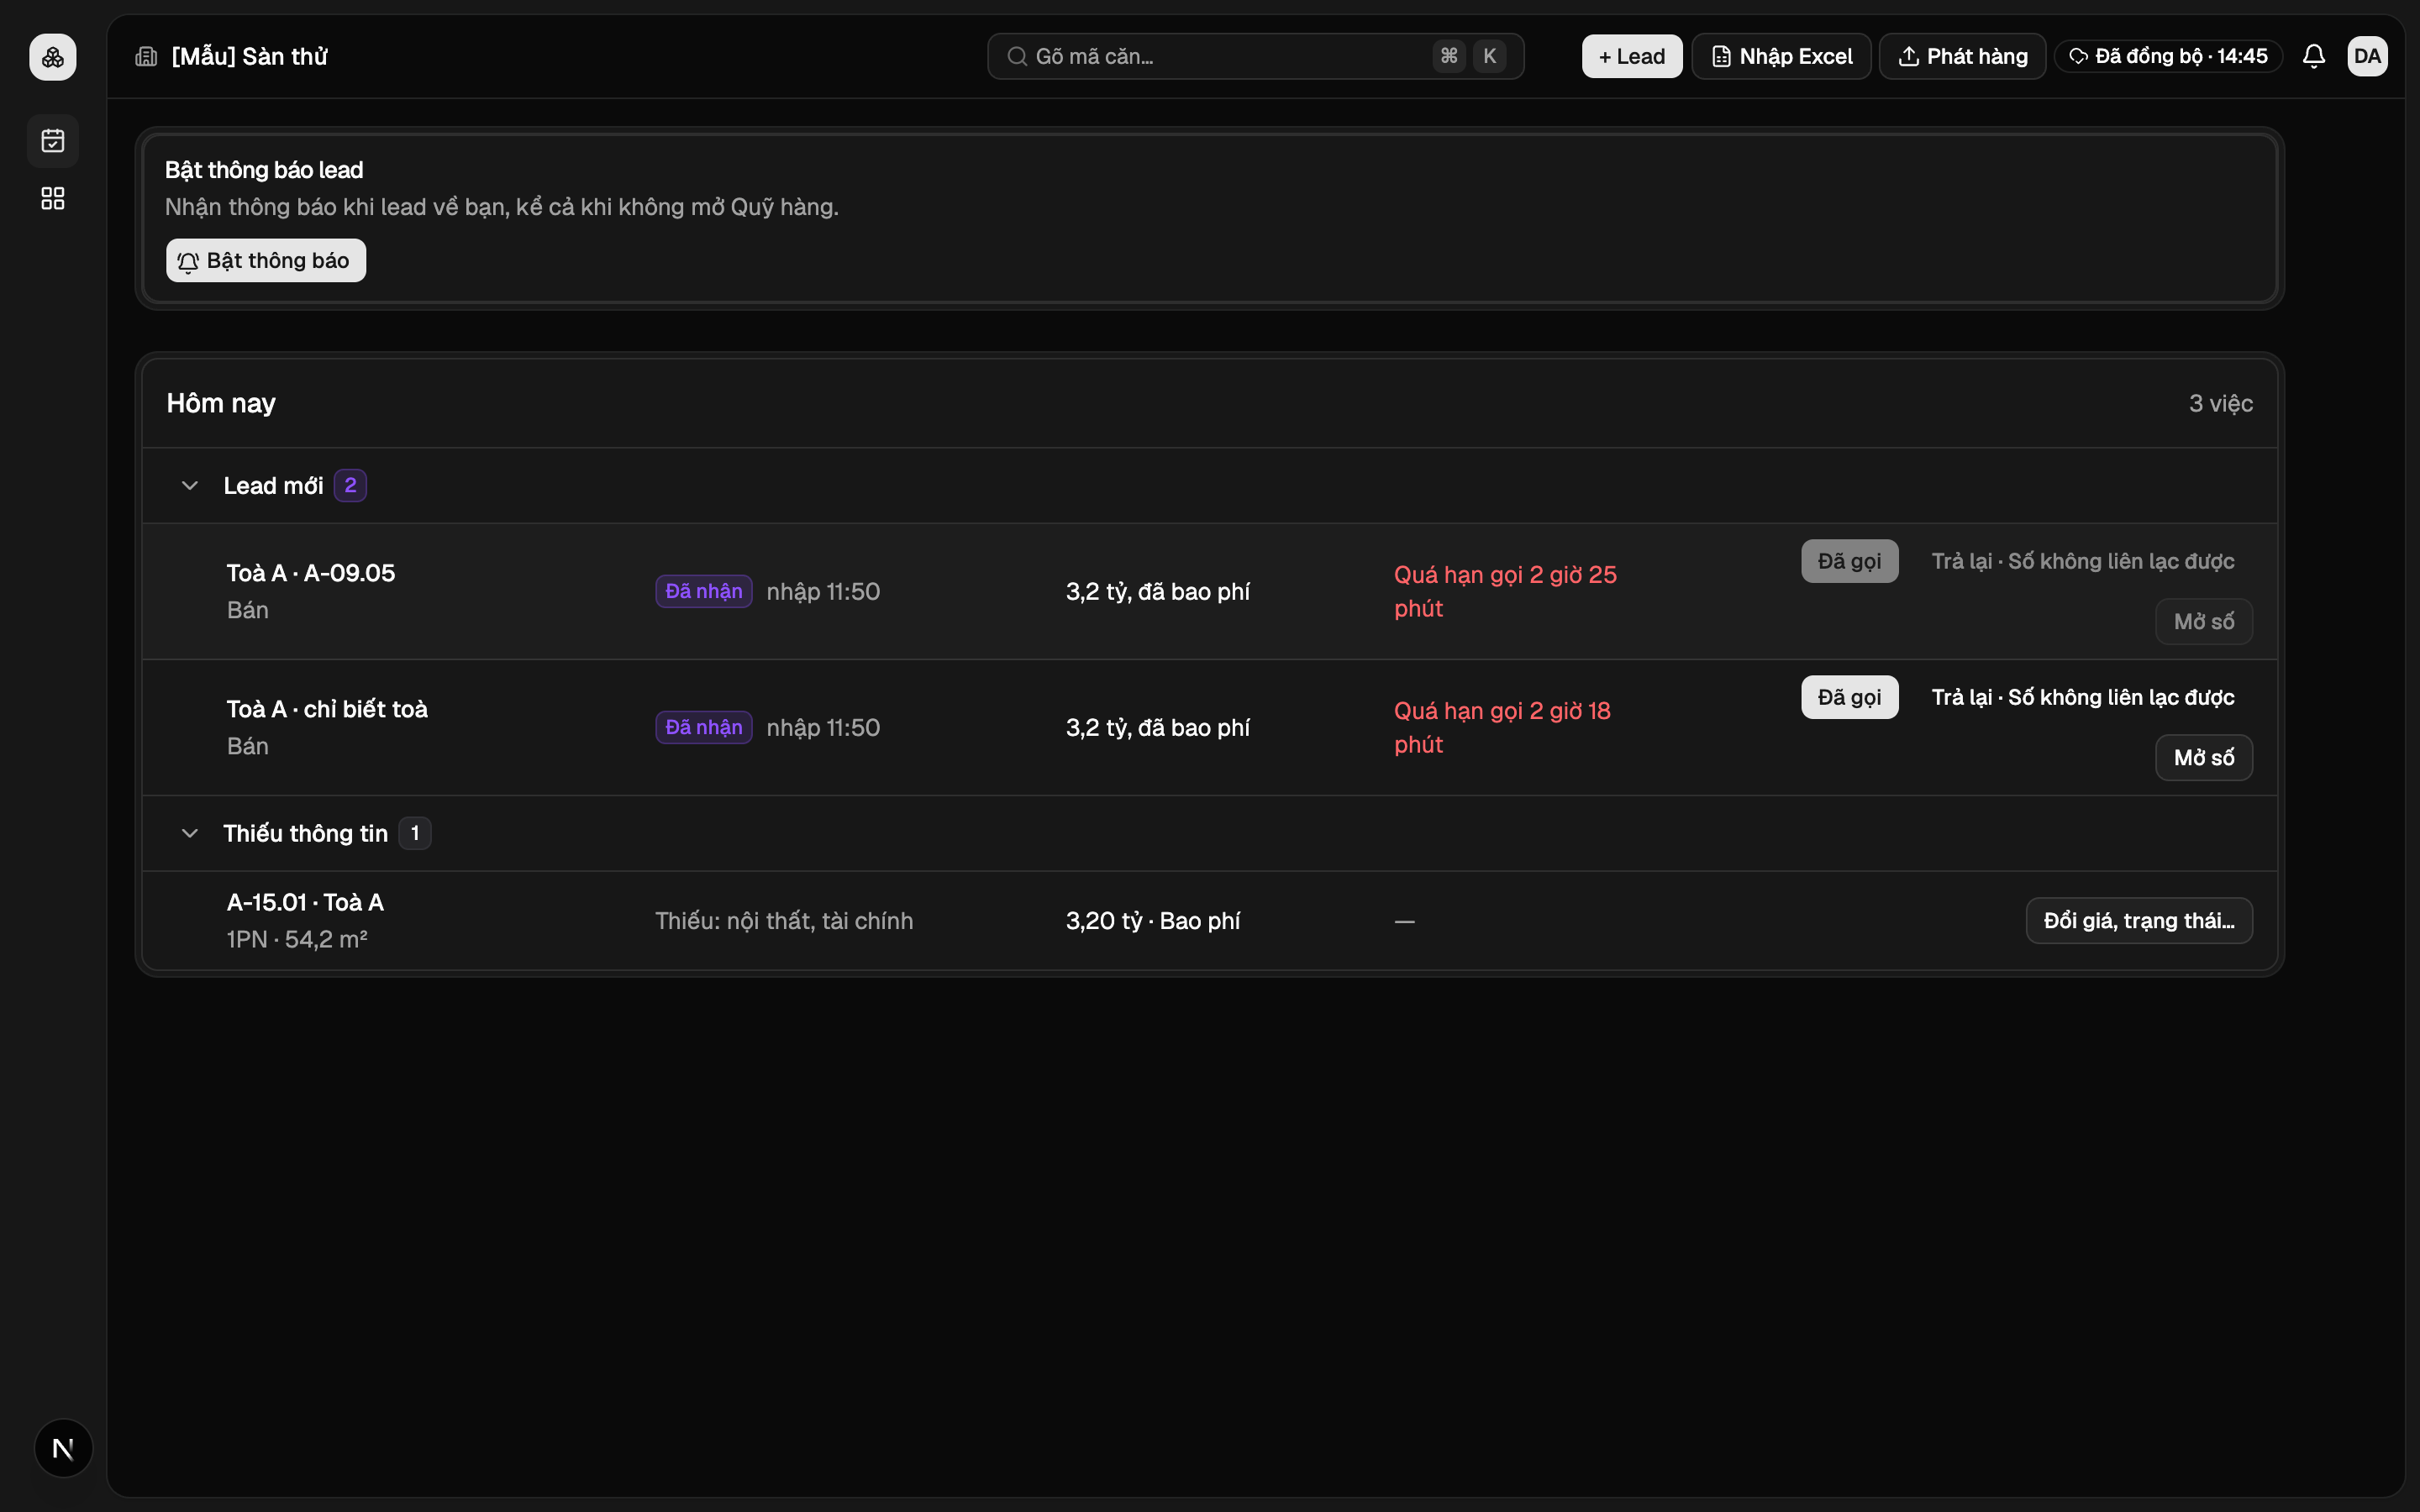 [Mẫu] Sàn thử
Gõ mã căn...
⌘ K
+ Lead
Nhập Excel
Phát hàng
Đã đồng bộ · 14:45
DA
Bật thông báo lead
Nhận thông báo khi lead về bạn, kể cả khi không mở Quỹ hàng.
Bật thông báo
Hôm nay
3 việc
Lead mới 2
Toà A · A-09.05
Bán
Đã nhận nhập 11:50
3,2 tỷ, đã bao phí
Quá hạn gọi 2 giờ 25
phút
Đã gọi
Trả lại · Số không liên lạc được
Mở số
Toà A · chỉ biết toà
Bán
Đã nhận nhập 11:50
3,2 tỷ, đã bao phí
Quá hạn gọi 2 giờ 18
phút
Đã gọi
Trả lại · Số không liên lạc được
Mở số
Thiếu thông tin 1
A-15.01 · Toà A
1PN · 54,2 m²
Thiếu: nội thất, tài chính
3,20 tỷ · Bao phí
—
Đổi giá, trạng thái...
N